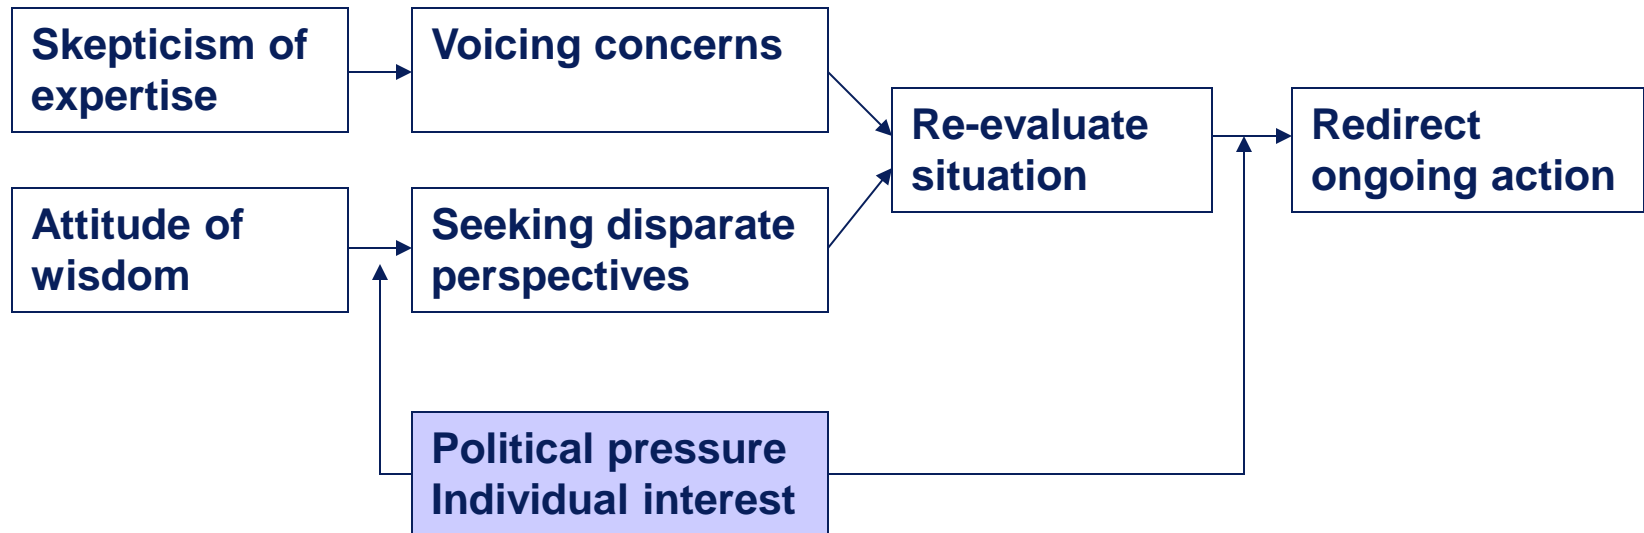 Skepticism of
expertise
Voicing concerns
Re-evaluate
situation
Redirect
ongoing action
Attitude of
wisdom
Seeking disparate
perspectives
Political pressure
Individual interest